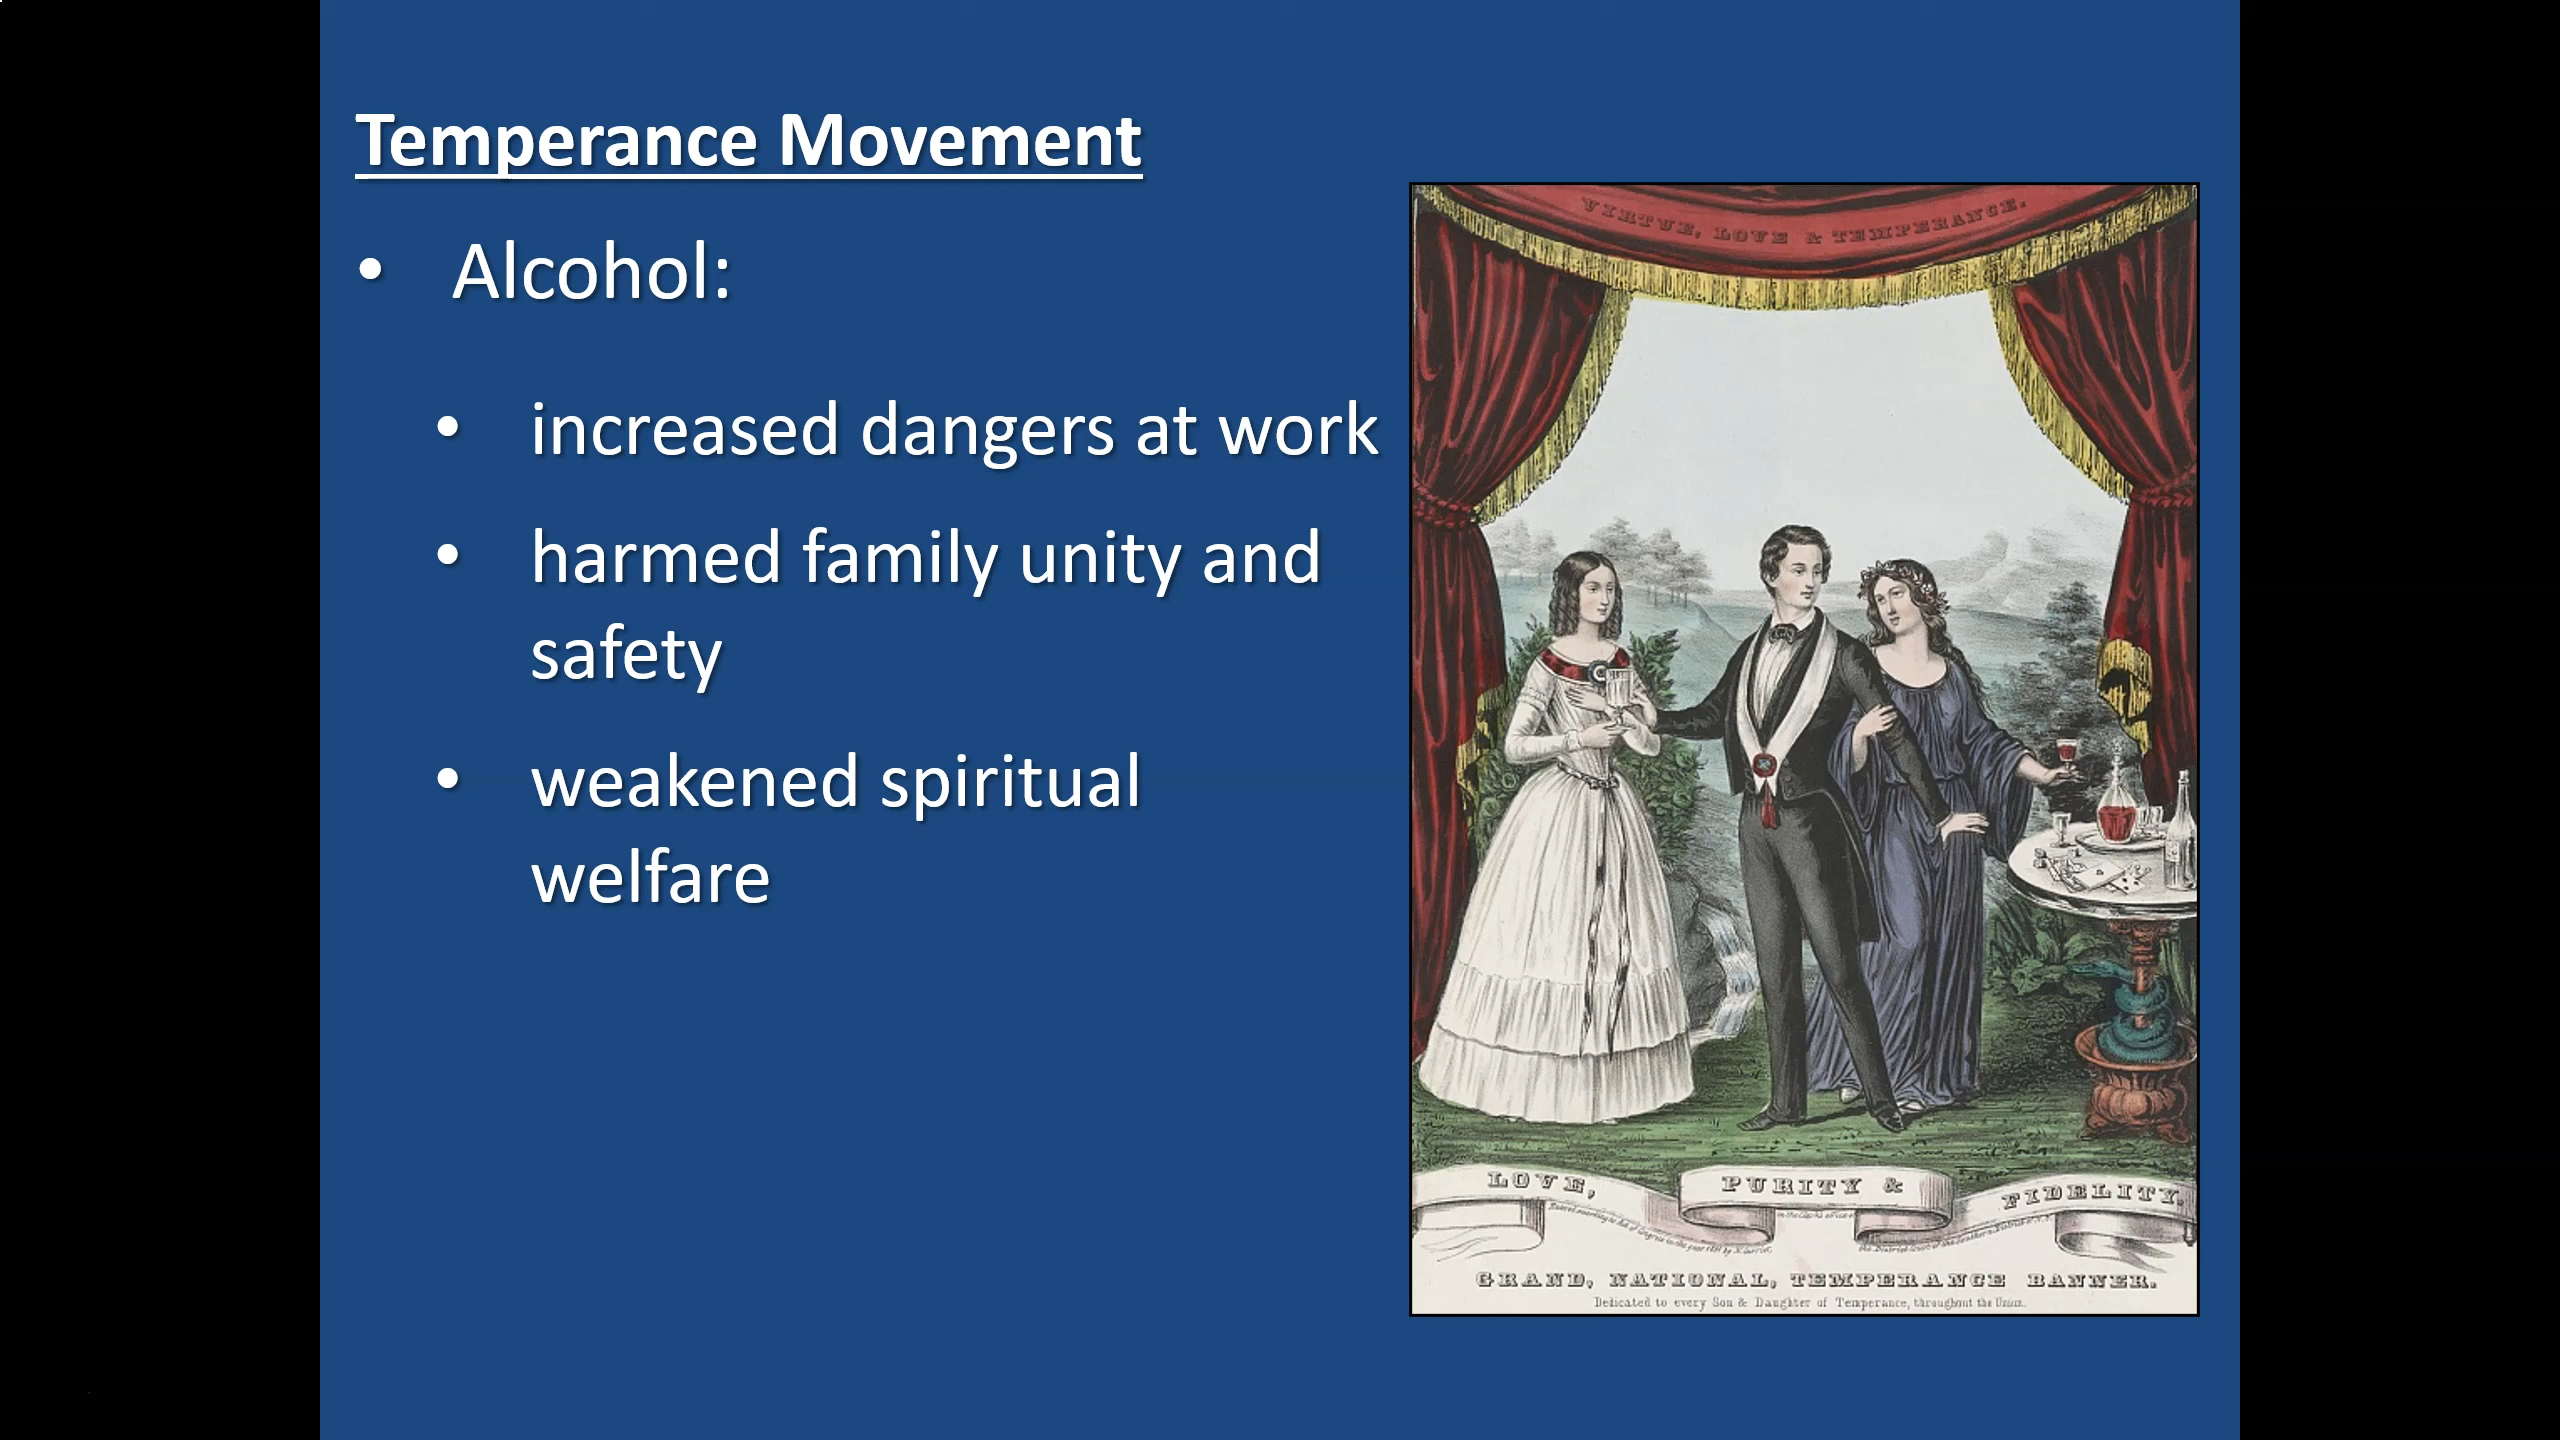 Temperance Movement
• Alcohol:
• increased dangers at work
• harmed family unity and
safety
• weakened spiritual
welfare
VIRTUE, LOVE & TEMPERANCE.
LOVE, PURITY & FIDELITY.
GRAND, NATIONAL, TEMPERANCE BANNER.
Dedicated to every Son & Daughter of Temperance, throughout the Union.